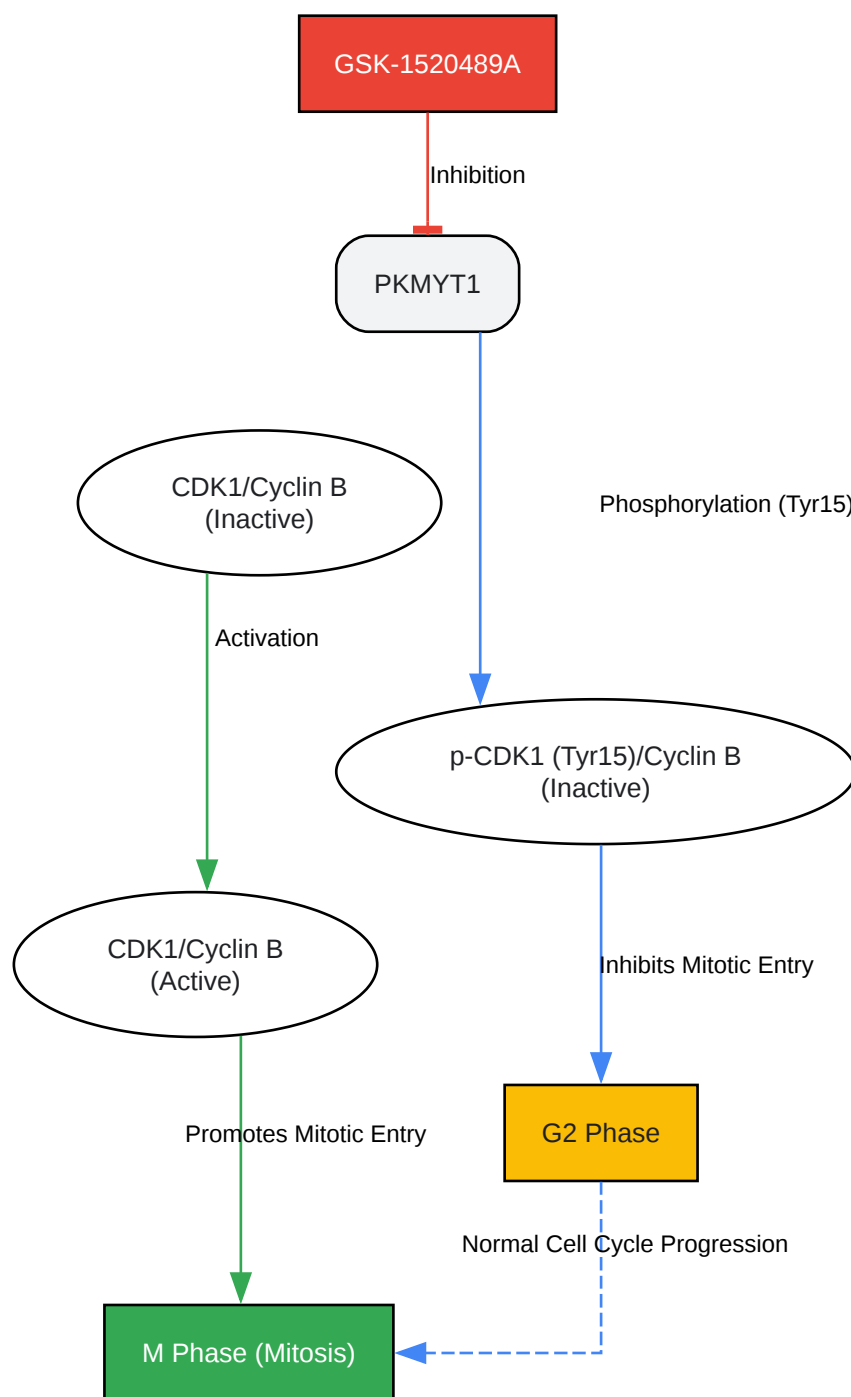 GSK-1520489A
Inhibition
PKMYT1
CDK1/Cyclin B
(Inactive)
Phosphorylation (Tyr15)
Activation
p-CDK1 (Tyr15)/Cyclin B
(Inactive)
CDK1/Cyclin B
(Active)
Inhibits Mitotic Entry
Promotes Mitotic Entry
G2 Phase
Normal Cell Cycle Progression
M Phase (Mitosis)